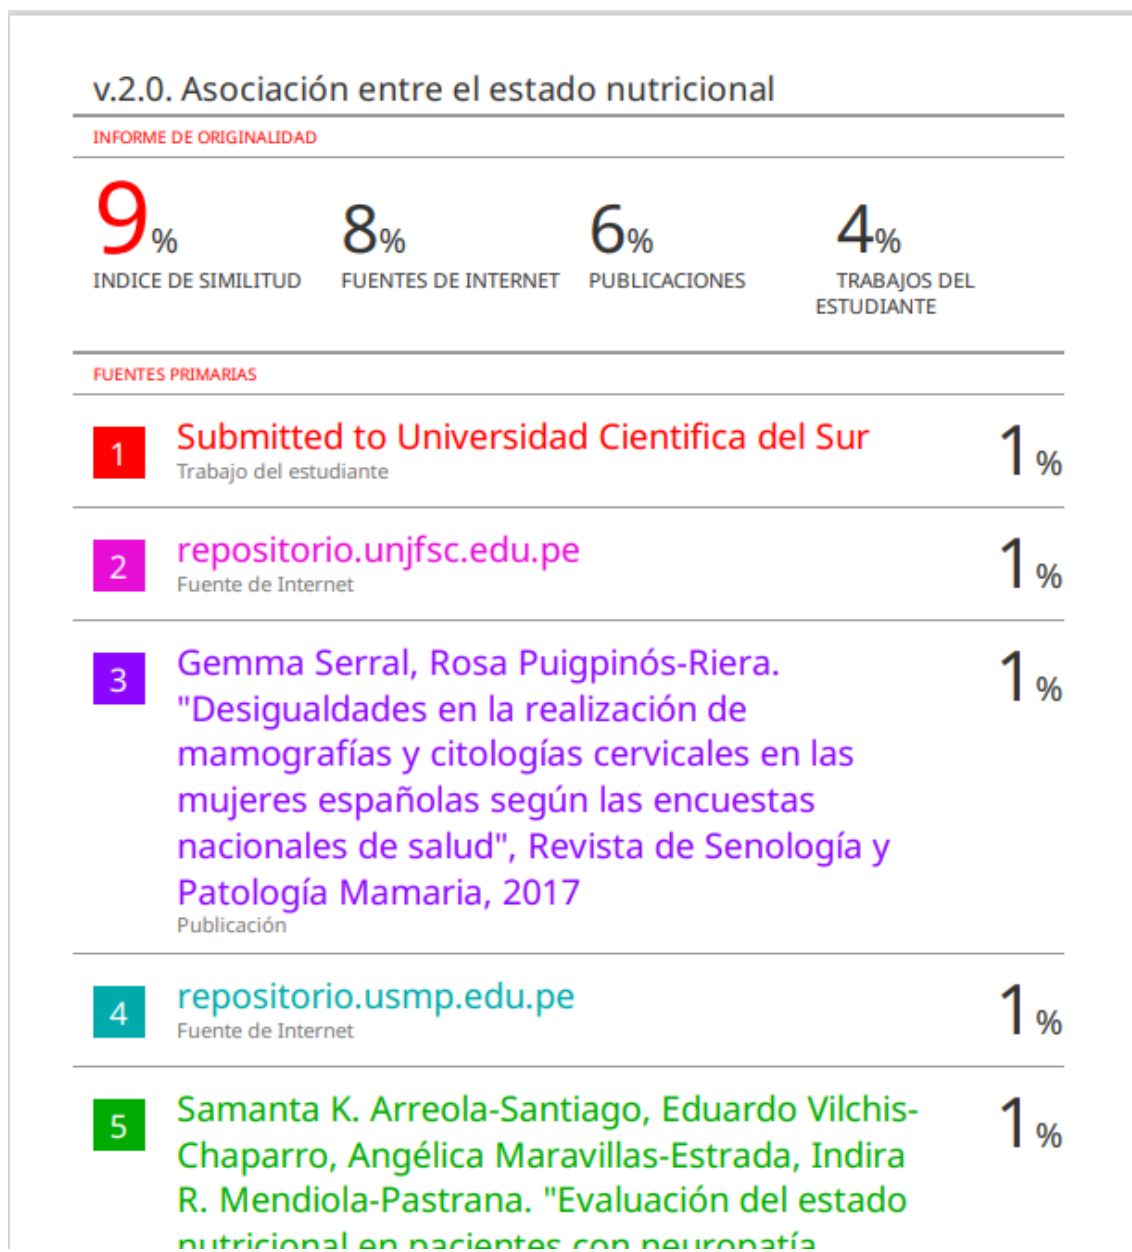 v.2.0. Asociación entre el estado nutricional
INFORME DE ORIGINALIDAD
9% 8% 6% 4%
INDICE DE SIMILITUD FUENTES DE INTERNET PUBLICACIONES TRABAJOS DEL
ESTUDIANTE
FUENTES PRIMARIAS
1 Submitted to Universidad Cientifica del Sur 1%
Trabajo del estudiante
2 repositorio.unjfsc.edu.pe 1%
Fuente de Internet
3 Gemma Serral, Rosa Puigpinós-Riera. 1%
"Desigualdades en la realización de
mamografías y citologías cervicales en las
mujeres españolas según las encuestas
nacionales de salud", Revista de Senología y
Patología Mamaria, 2017
Publicación
4 repositorio.usmp.edu.pe 1%
Fuente de Internet
5 Samanta K. Arreola-Santiago, Eduardo Vilchis- 1%
Chaparro, Angélica Maravillas-Estrada, Indira
R. Mendiola-Pastrana. "Evaluación del estado
nutricional en pacientes con neuropatía